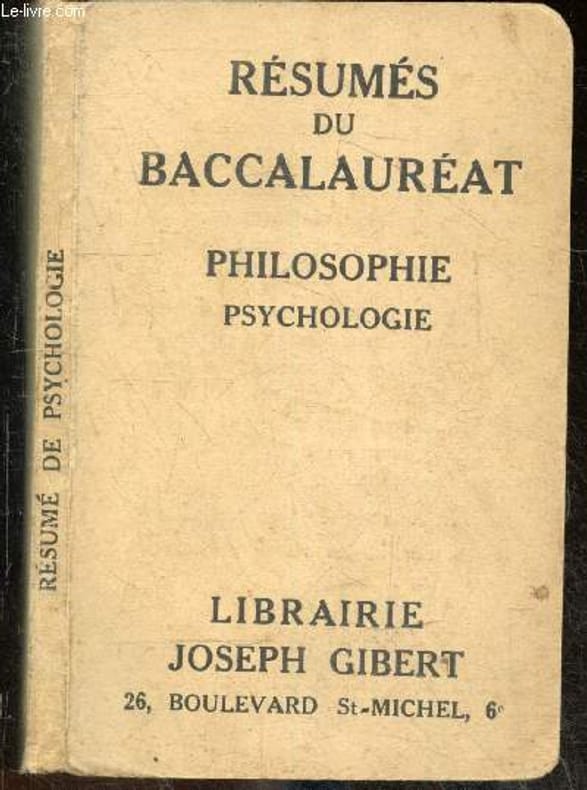 Le-livre.com
RÉSUMÉS
DU
BACCALAURÉAT
PHILOSOPHIE
PSYCHOLOGIE
LIBRAIRIE
JOSEPH GIBERT
26, BOULEVARD St-MICHEL, 6e
RÉSUMÉ DE PSYCHOLOGIE